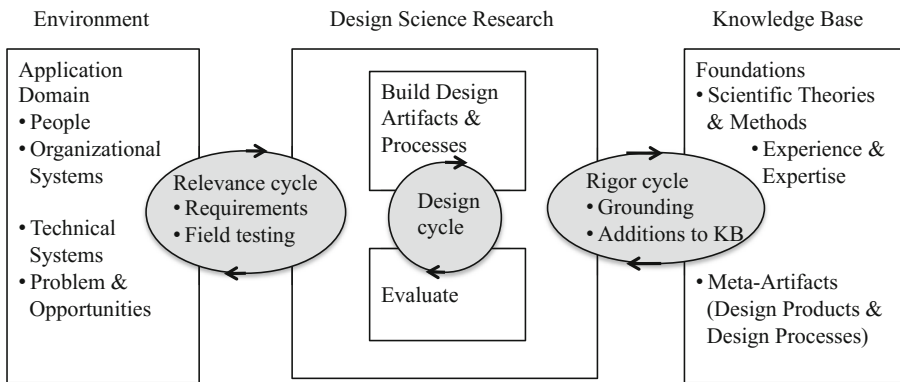 Environment
Design Science Research
Knowledge Base
Application
Domain
• People
• Organizational
Systems
• Technical
Systems
• Problem &
Opportunities
Relevance cycle
• Requirements
• Field testing
Build Design
Artifacts &
Processes
Design
cycle
Evaluate
Rigor cycle
• Grounding
• Additions to KB
Foundations
• Scientific Theories
& Methods
• Experience &
Expertise
• Meta-Artifacts
(Design Products &
Design Processes)